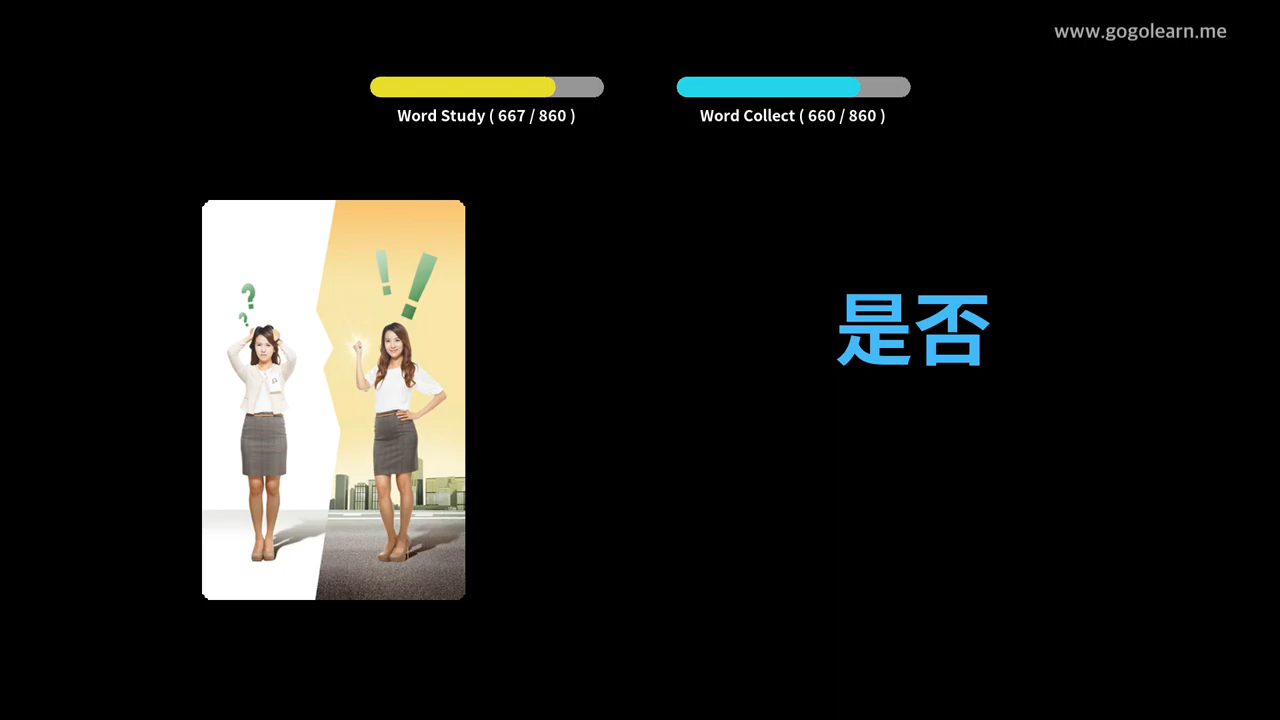 www.gogolearn.me
Word Study ( 667 / 860 )
Word Collect ( 660 / 860 )
? ?
! !
是否